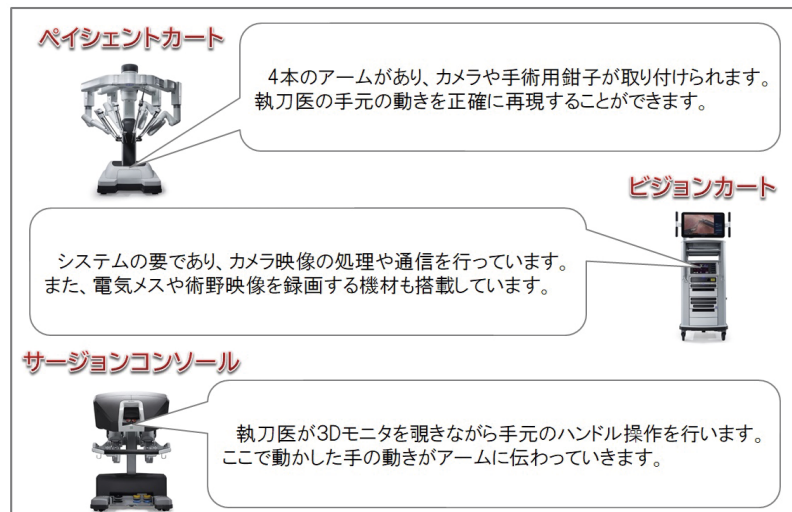 ペイシェントカート
4本のアームがあり、カメラや手術用鉗子が取り付けられます。
執刀医の手元の動きを正確に再現することができます。
ビジョンカート
システムの要であり、カメラ映像の処理や通信を行っています。
また、電気メスや術野映像を録画する機材も搭載しています。
サージョンコンソール
執刀医が3Dモニタを覗きながら手元のハンドル操作を行います。
ここで動かした手の動きがアームに伝わっていきます。